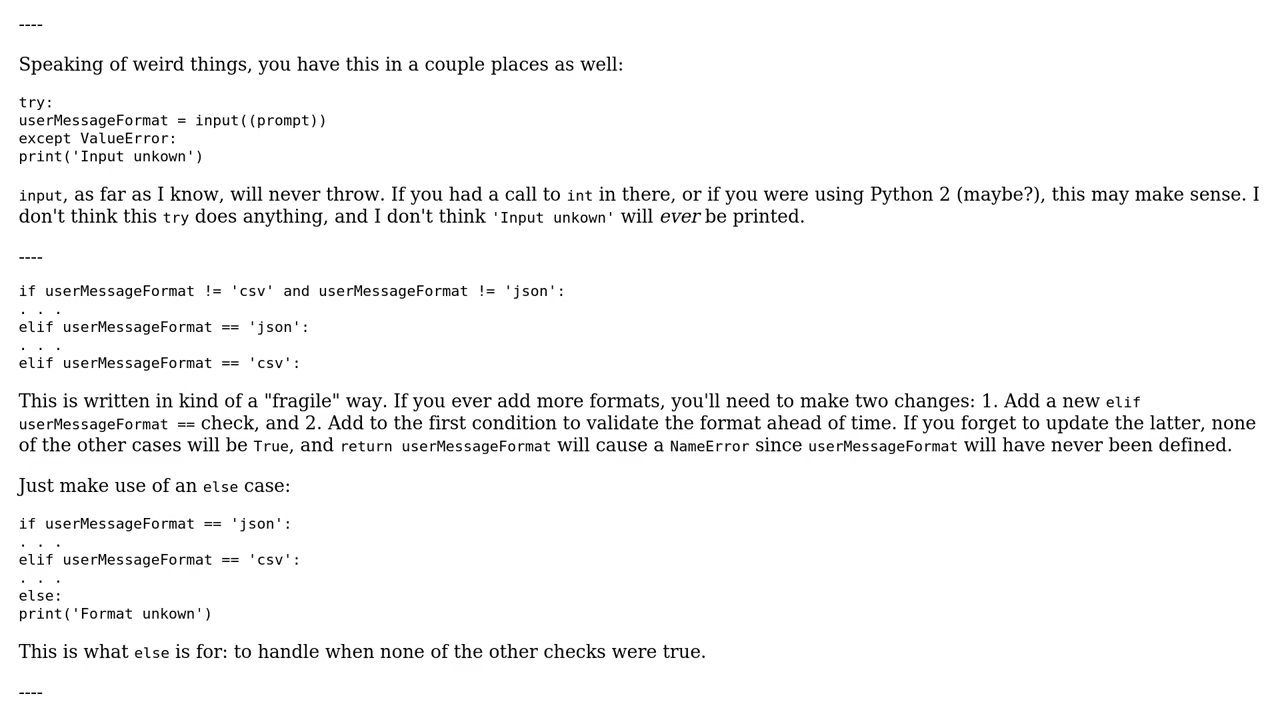 ----
Speaking of weird things, you have this in a couple places as well:
try:
userMessageFormat = input((prompt))
except ValueError:
print('Input unkown')
input, as far as I know, will never throw. If you had a call to int in there, or if you were using Python 2 (maybe?), this may make sense. I
don't think this try does anything, and I don't think 'Input unkown' will ever be printed.
----
if userMessageFormat != 'csv' and userMessageFormat != 'json':
. . .
elif userMessageFormat == 'json':
. . .
elif userMessageFormat == 'csv':
This is written in kind of a "fragile" way. If you ever add more formats, you'll need to make two changes: 1. Add a new elif
userMessageFormat == check, and 2. Add to the first condition to validate the format ahead of time. If you forget to update the latter, none
of the other cases will be True, and return userMessageFormat will cause a NameError since userMessageFormat will have never been defined.
Just make use of an else case:
if userMessageFormat == 'json':
. . .
elif userMessageFormat == 'csv':
. . .
else:
print('Format unkown')
This is what else is for: to handle when none of the other checks were true.
----